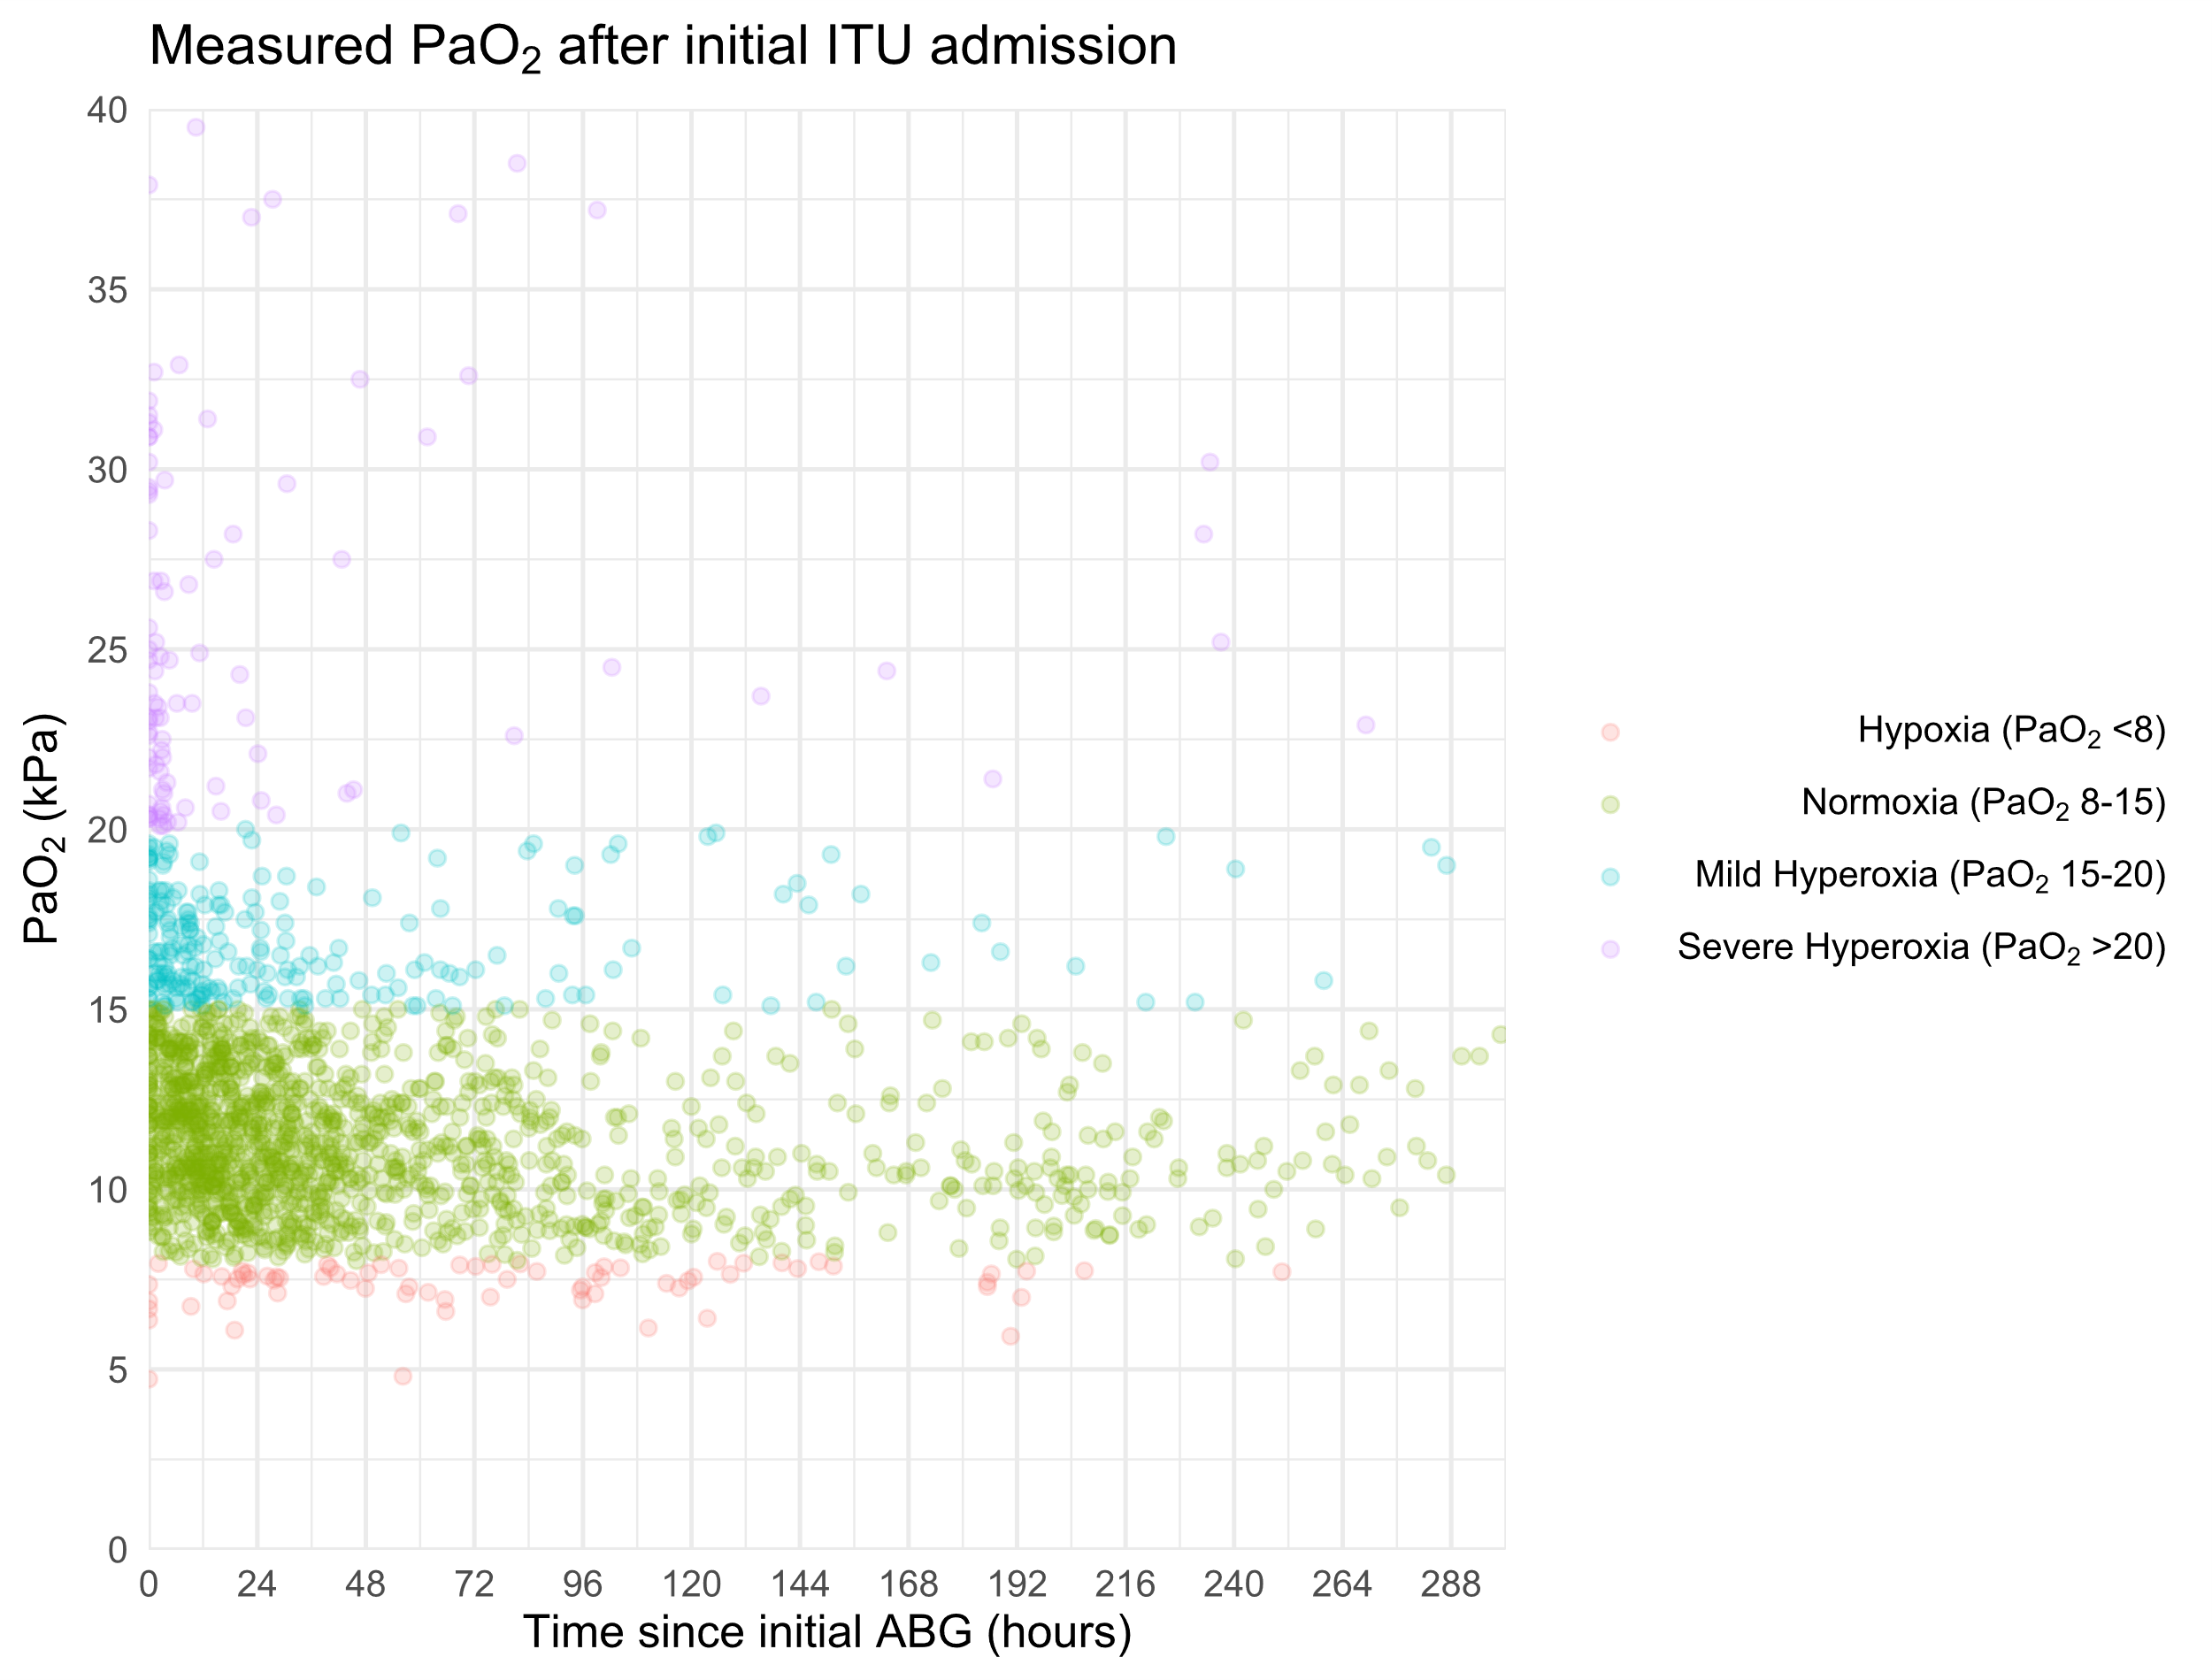 Measured PaO2 after initial ITU admission
40
35
30
25
20
15
10
5
0
PaO2 (kPa)
0 24 48 72 96 120 144 168 192 216 240 264 288
Time since initial ABG (hours)
Hypoxia (PaO2 <8)
Normoxia (PaO2 8-15)
Mild Hyperoxia (PaO2 15-20)
Severe Hyperoxia (PaO2 >20)